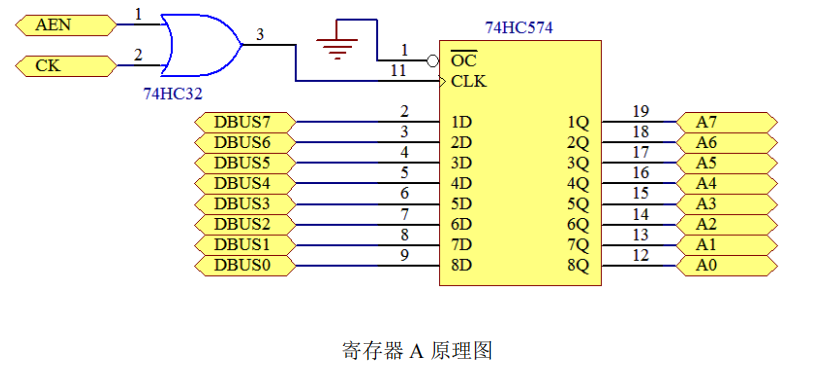 AEN 1
CK 2
3
74HC32
74HC574
1 OC
11 CLK
DBUS7 2 1D 1Q 19 A7
DBUS6 3 2D 2Q 18 A6
DBUS5 4 3D 3Q 17 A5
DBUS4 5 4D 4Q 16 A4
DBUS3 6 5D 5Q 15 A3
DBUS2 7 6D 6Q 14 A2
DBUS1 8 7D 7Q 13 A1
DBUS0 9 8D 8Q 12 A0
寄存器 A 原理图